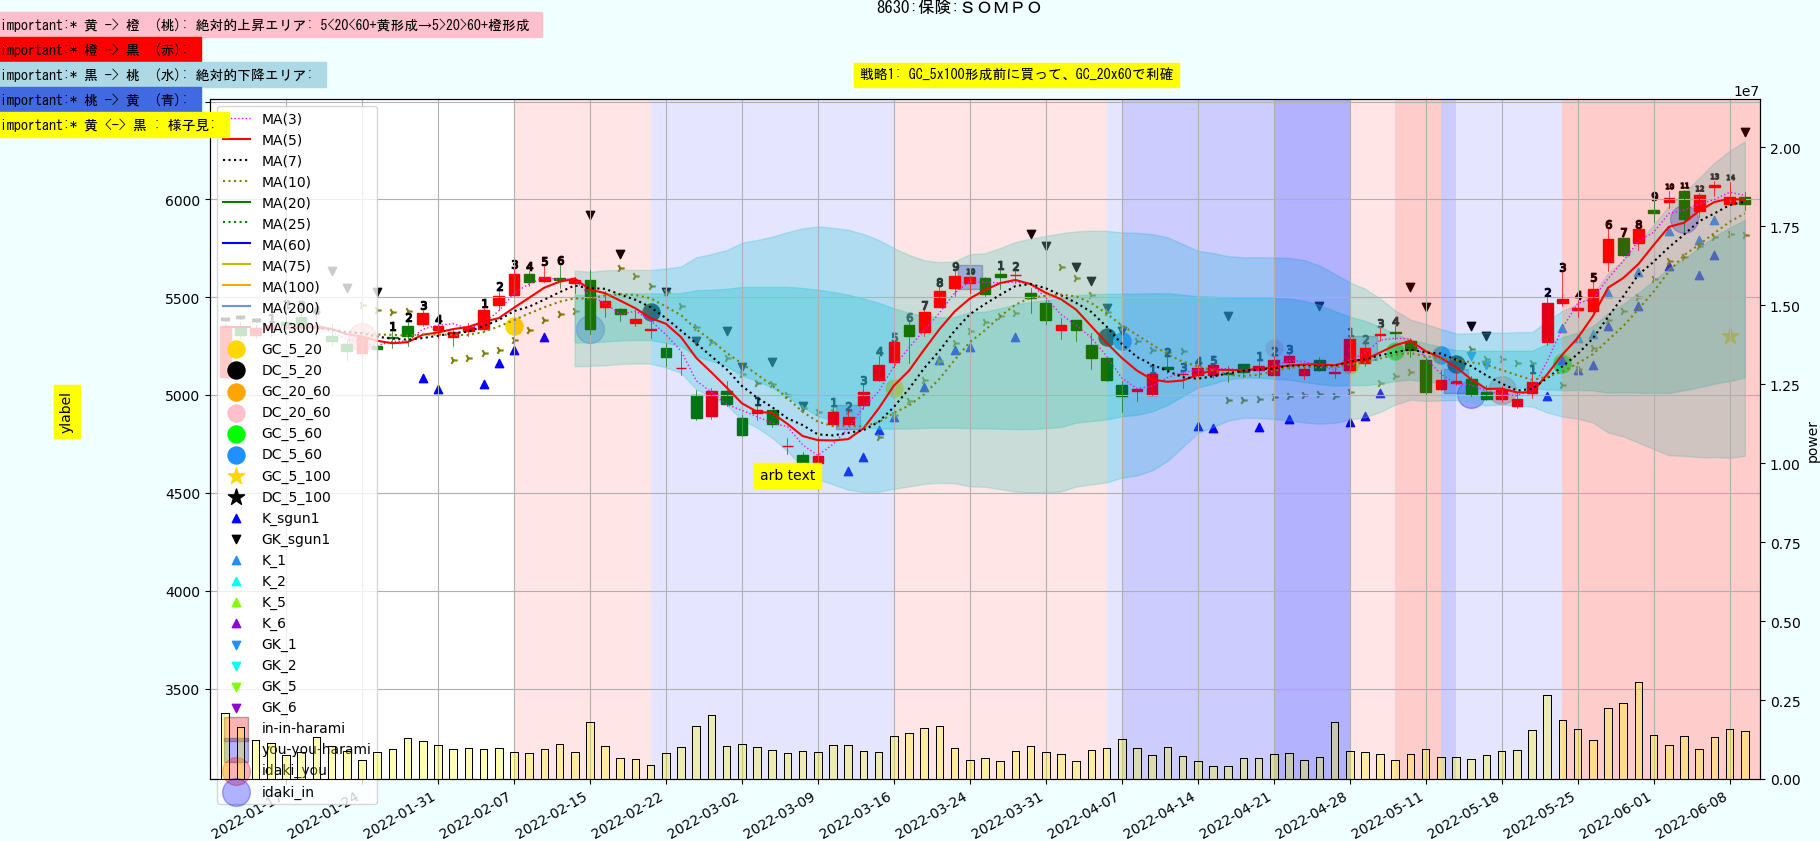 8630:保険:ＳＯＭＰＯ
important:* 黄 -> 橙 （桃）: 絶対的上昇エリア: 5<20<60+黄形成→5>20>60+橙形成
important:* 橙 -> 黒 （赤）:
important:* 黒 -> 桃 （水）: 絶対的下降エリア:
戦略1: GC_5x100形成前に買って、GC_20x60で利確
important:* 桃 -> 黄 （青）:
important:* 黄 <-> 黒 : 様子見:
1e7
MA(3)
MA(5)
MA(7)
MA(10)
MA(20)
MA(25)
MA(60)
MA(75)
MA(100)
MA(200)
MA(300)
GC_5_20
DC_5_20
GC_20_60
DC_20_60
GC_5_60
DC_5_60
GC_5_100
DC_5_100
K_sgun1
GK_sgun1
K_1
K_2
K_5
K_6
GK_1
GK_2
GK_5
GK_6
in-in-harami
you-you-harami
idaki_you
idaki_in
ylabel
6000
5500
5000
4500
4000
3500
arb text
2.00
1.75
1.50
1.25
1.00
0.75
0.50
0.25
0.00
power
2022-01-24
2022-01-31
2022-02-07
2022-02-15
2022-02-22
2022-03-02
2022-03-09
2022-03-16
2022-03-24
2022-03-31
2022-04-07
2022-04-14
2022-04-21
2022-04-28
2022-05-11
2022-05-18
2022-05-25
2022-06-01
2022-06-08